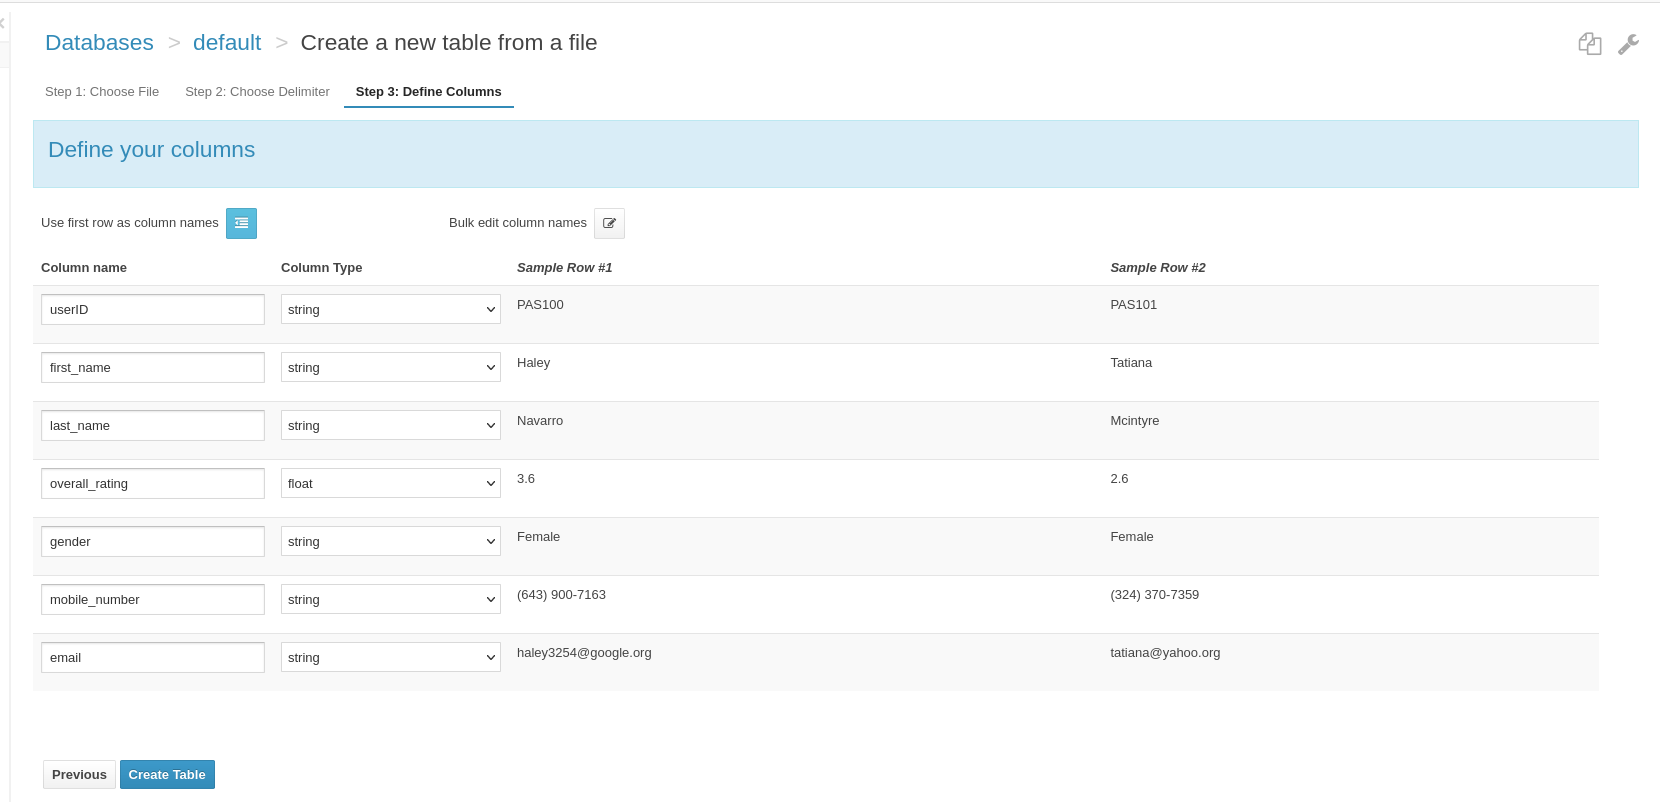 Databases > default > Create a new table from a file
Step 1: Choose File Step 2: Choose Delimiter Step 3: Define Columns
Define your columns
Use first row as column names Bulk edit column names
Column name Column Type Sample Row #1 Sample Row #2
userID string PAS100 PAS101
first_name string Haley Tatiana
last_name string Navarro Mcintyre
overall_rating float 3.6 2.6
gender string Female Female
mobile_number string (643) 900-7163 (324) 370-7359
email string haley3254@google.org tatiana@yahoo.org
Previous Create Table